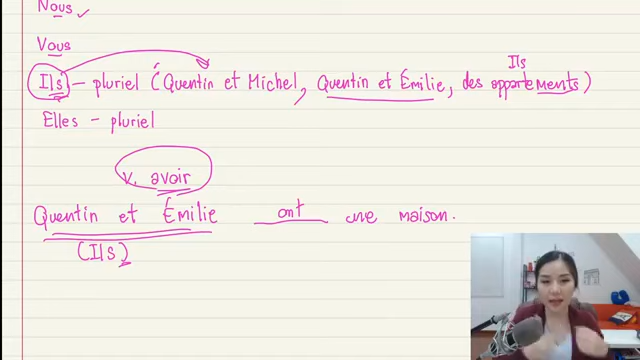 Nous
Vous
Ils
Ils - pluriel (Quentin et Michel, Quentin et Émilie, des appartements)
Elles - pluriel
v. avoir
Quentin et Émilie ont une maison.
(Ils)